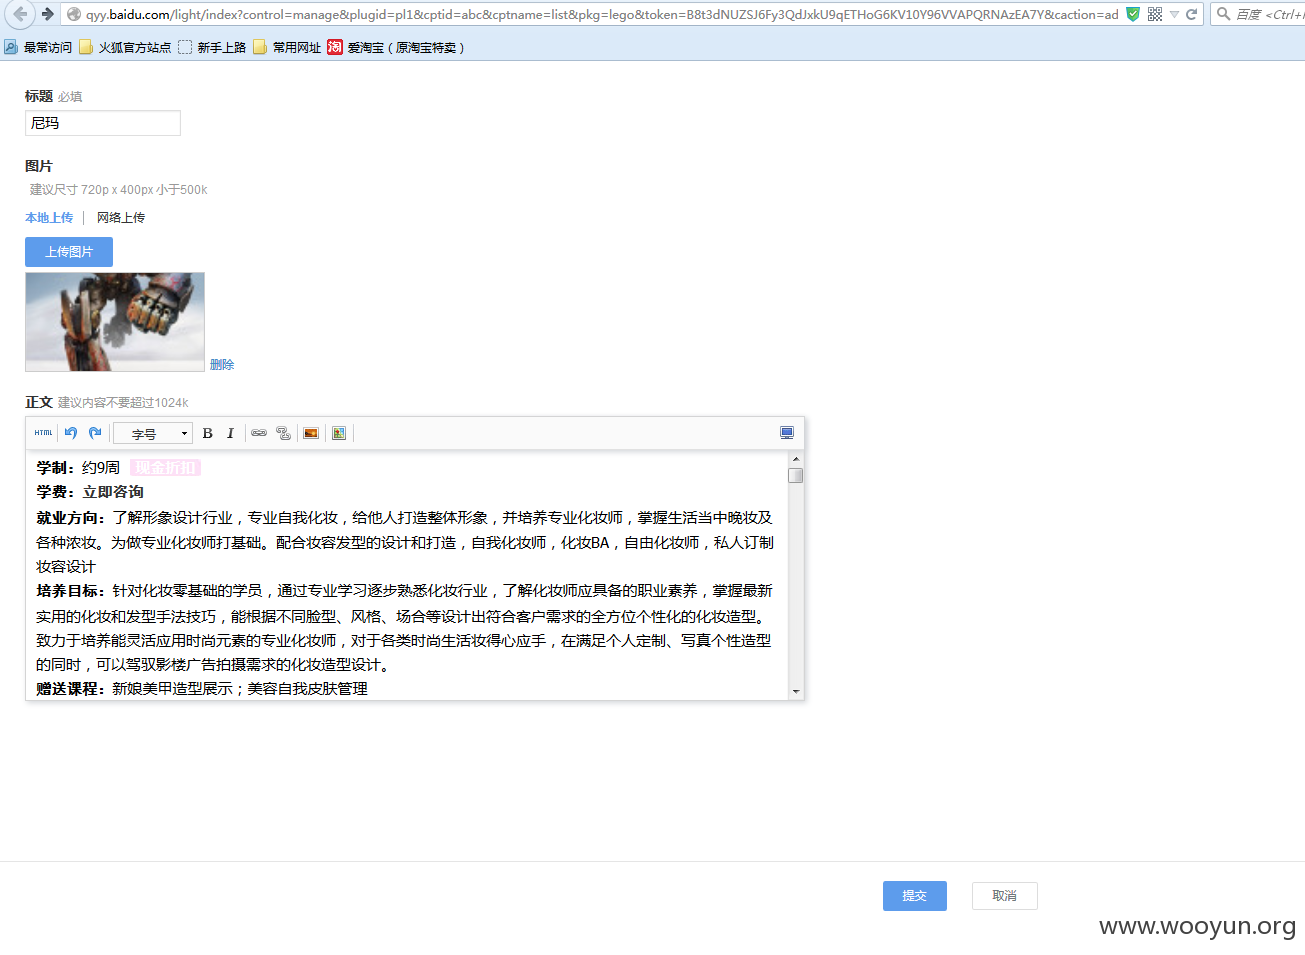 qyy.baidu.com/light/index?control=manage&plugid=pl1&cptid=abc&cptname=list&pkg=lego&token=B8t3dNUZSJ6Fy3QdJxkU9qETHoG6KV10Y96VVAPQRNAzEA7Y&caction=ad
百度 <Ctrl+
最常访问 火狐官方站点 新手上路 常用网址 淘 爱淘宝（原淘宝特卖）
标题 必填
尼玛
图片
建议尺寸 720p x 400px 小于500k
本地上传 | 网络上传
上传图片
删除
正文 建议内容不要超过1024k
HTML 字号 B I
学制：约9周 现金折扣
学费：立即咨询
就业方向：了解形象设计行业，专业自我化妆，给他人打造整体形象，并培养专业化妆师，掌握生活当中晚妆及
各种浓妆。为做专业化妆师打基础。配合妆容发型的设计和打造，自我化妆师，化妆BA，自由化妆师，私人订制
妆容设计
培养目标：针对化妆零基础的学员，通过专业学习逐步熟悉化妆行业，了解化妆师应具备的职业素养，掌握最新
实用的化妆和发型手法技巧，能根据不同脸型、风格、场合等设计出符合客户需求的全方位个性化的化妆造型。
致力于培养能灵活应用时尚元素的专业化妆师，对于各类时尚生活妆得心应手，在满足个人定制、写真个性造型
的同时，可以驾驭影楼广告拍摄需求的化妆造型设计。
赠送课程：新娘美甲造型展示；美容自我皮肤管理
提交 取消
www.wooyun.org